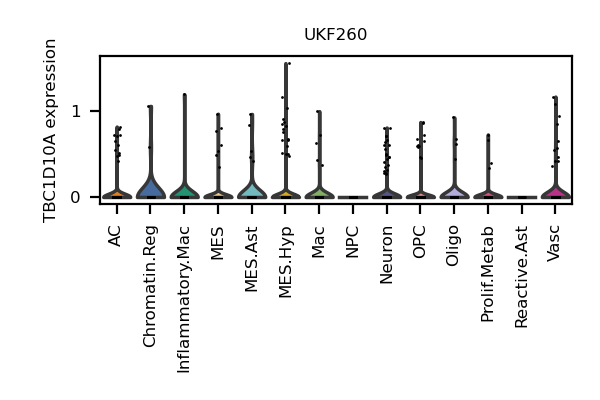 UKF260
TBC1D10A expression
1
0
AC
Chromatin.Reg
Inflammatory.Mac
MES
MES.Ast
MES.Hyp
Mac
NPC
Neuron
OPC
Oligo
Prolif.Metab
Reactive.Ast
Vasc